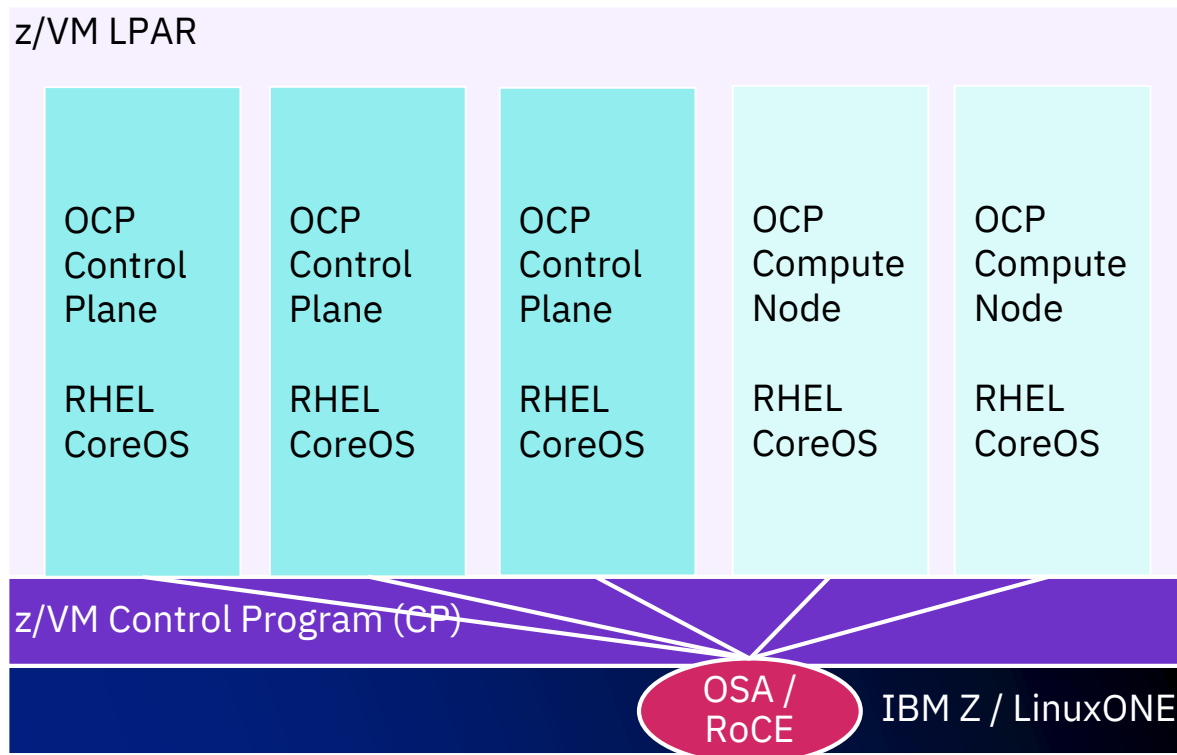 z/VM LPAR
OCP
Control
Plane
RHEL
CoreOS
OCP
Control
Plane
RHEL
CoreOS
OCP
Control
Plane
RHEL
CoreOS
OCP
Compute
Node
RHEL
CoreOS
OCP
Compute
Node
RHEL
CoreOS
z/VM Control Program (CP)
OSA /
RoCE
IBM Z / LinuxONE